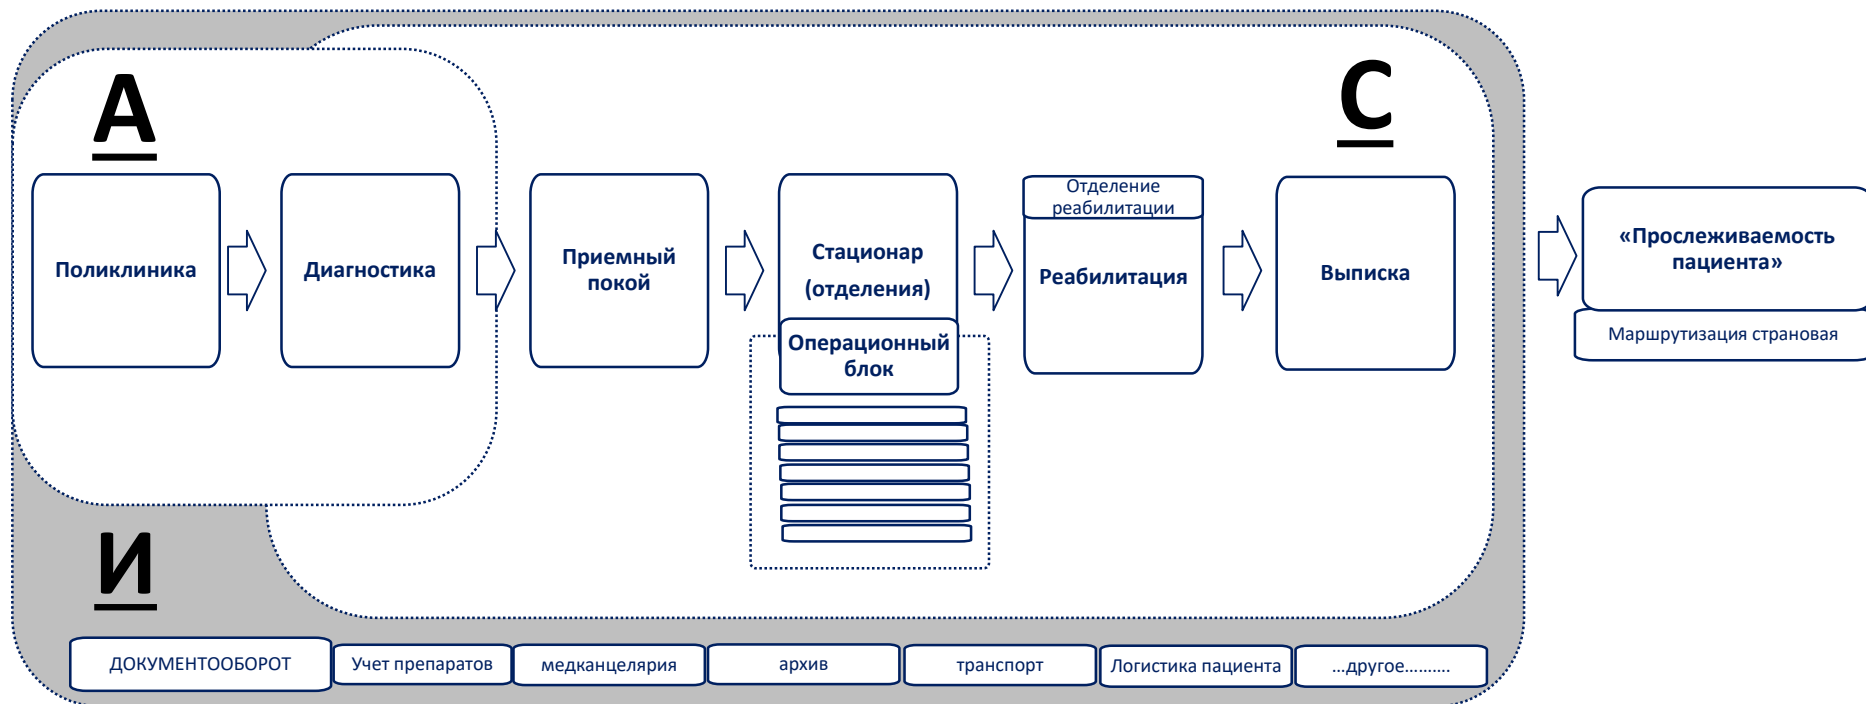 А
С
Поликлиника
Диагностика
Приемный
покой
Стационар
(отделения)
Операционный
блок
Отделение
реабилитации
Реабилитация
Выписка
«Прослеживаемость
пациента»
Маршрутизация страновая
И
ДОКУМЕНТООБОРОТ
Учет препаратов
медканцелярия
архив
транспорт
Логистика пациента
...другое..........